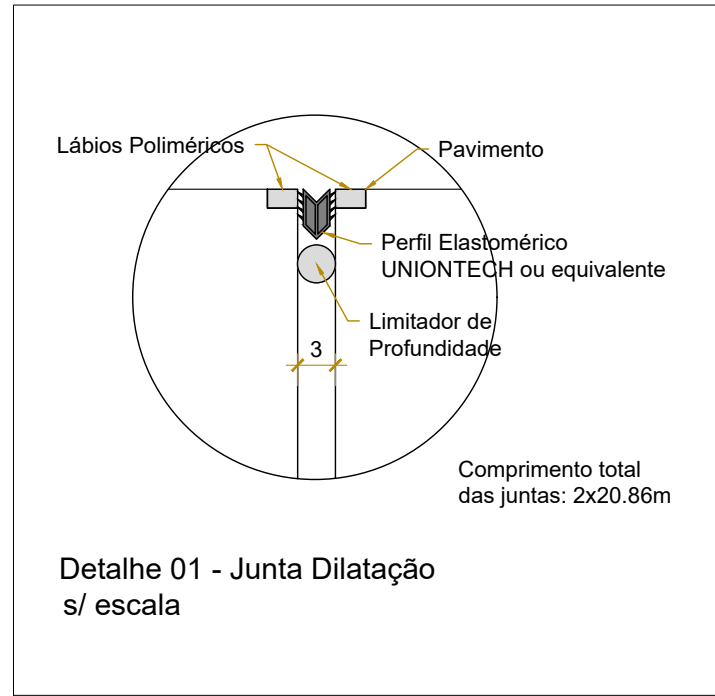 Lábios Poliméricos
Pavimento
Perfil Elastomérico
UNIONTECH ou equivalente
Limitador de
Profundidade
3
Comprimento total
das juntas: 2x20.86m
Detalhe 01 - Junta Dilatação
s/ escala